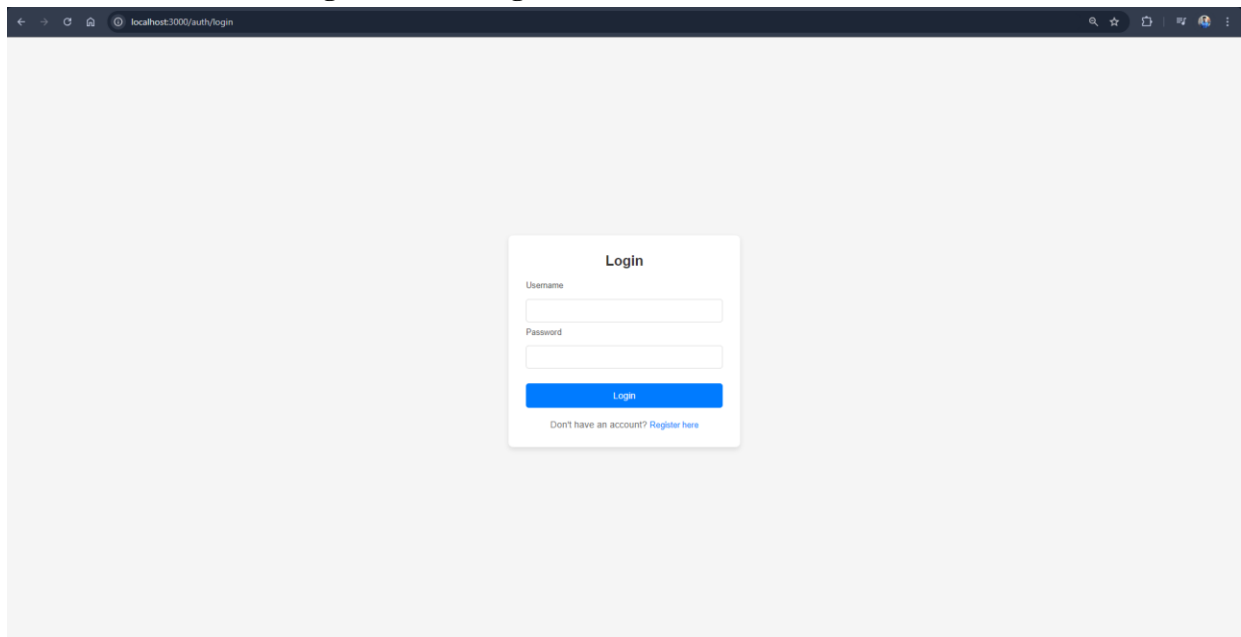 localhost:3000/auth/login
Login
Username
Password
Login
Don't have an account? Register here